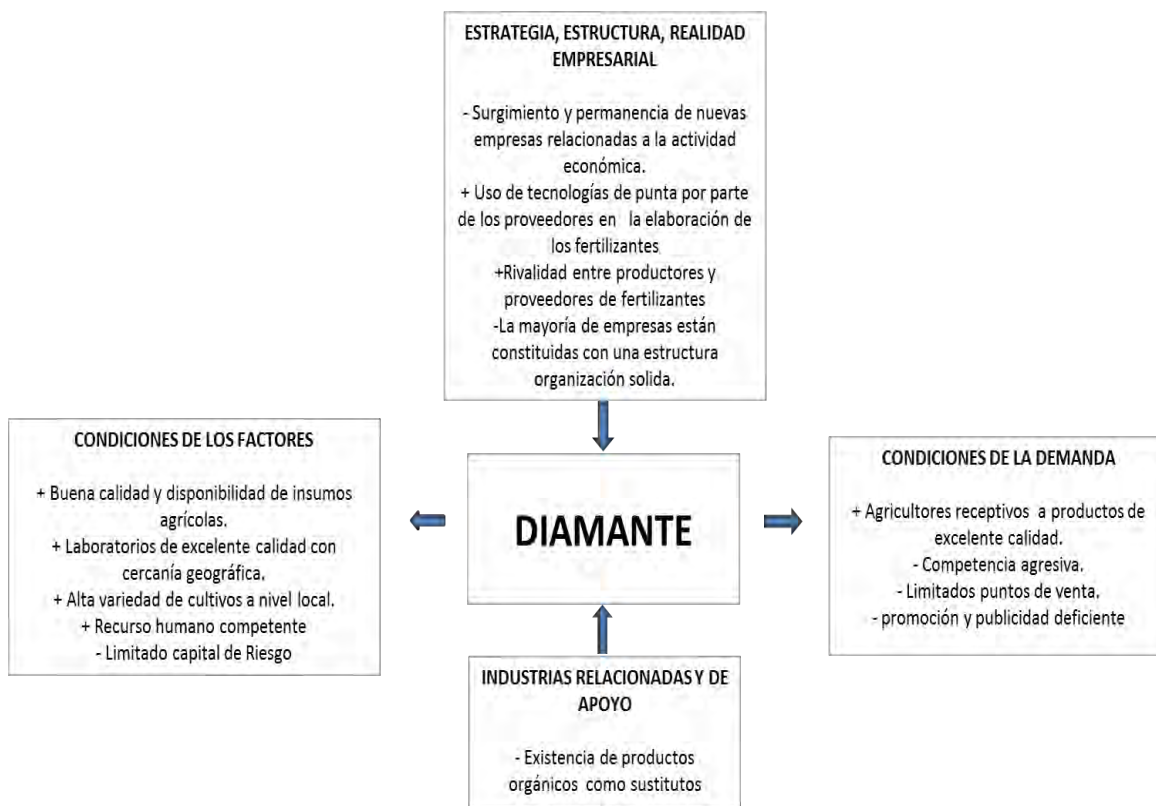 ESTRATEGIA, ESTRUCTURA, REALIDAD
EMPRESARIAL
- Surgimiento y permanencia de nuevas
empresas relacionadas a la actividad
económica.
+ Uso de tecnologías de punta por parte
de los proveedores en la elaboración de
los fertilizantes
+Rivalidad entre productores y
proveedores de fertilizantes
-La mayoría de empresas están
constituidas con una estructura
organización solida.
CONDICIONES DE LOS FACTORES
+ Buena calidad y disponibilidad de insumos
agrícolas.
+ Laboratorios de excelente calidad con
cercanía geográfica.
+ Alta variedad de cultivos a nivel local.
+ Recurso humano competente
- Limitado capital de Riesgo
DIAMANTE
CONDICIONES DE LA DEMANDA
+ Agricultores receptivos a productos de
excelente calidad.
- Competencia agresiva.
- Limitados puntos de venta.
- promoción y publicidad deficiente
INDUSTRIAS RELACIONADAS Y DE
APOYO
- Existencia de productos
orgánicos como sustitutos